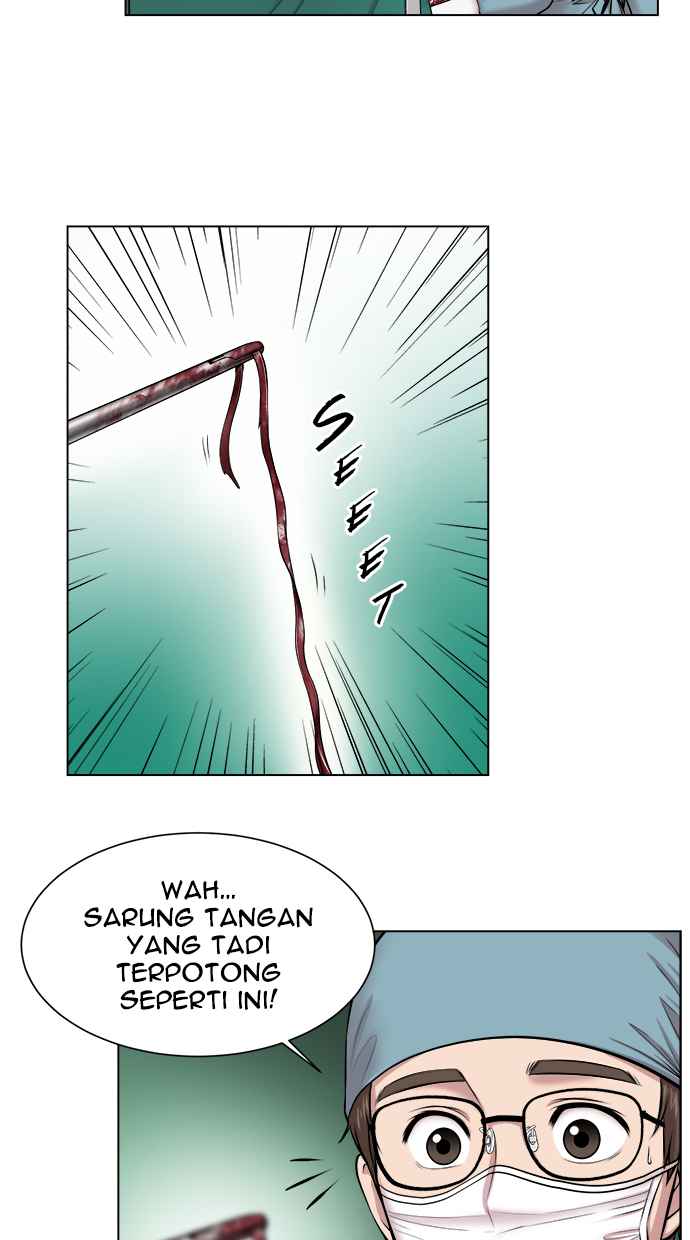 SEEET
WAH...
SARUNG TANGAN
YANG TADI
TERPOTONG
SEPERTI INI!